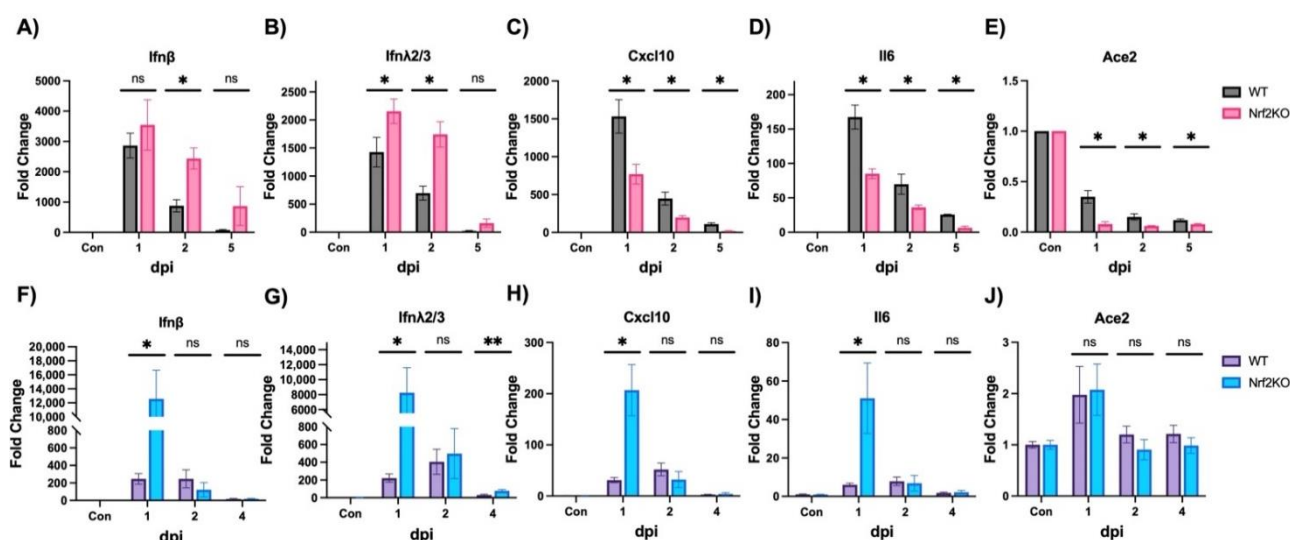 A)
Ifnβ
ns * ns
Fold Change
5000
4000
3000
2000
1000
0
Con 1 2 5
dpi
B)
Ifnλ2/3
* * ns
Fold Change
2500
2000
1500
1000
500
0
Con 1 2 5
dpi
C)
Cxcl10
* * *
Fold Change
2000
1500
1000
500
0
Con 1 2 5
dpi
D)
Il6
* * *
Fold Change
200
150
100
50
0
Con 1 2 5
dpi
E)
Ace2
* * *
Fold Change
1.5
1.0
0.5
0.0
Con 1 2 5
dpi
WT
Nrf2KO
F)
Ifnβ
* ns ns
Fold Change
20,000
18,000
16,000
14,000
12,000
10,000
800
600
400
200
0
Con 1 2 4
dpi
G)
Ifnλ2/3
* ns **
Fold Change
14,000
12,000
10,000
8000
6000
800
600
400
200
0
Con 1 2 4
dpi
H)
Cxcl10
* ns ns
Fold Change
300
200
100
0
Con 1 2 4
dpi
I)
Il6
* ns ns
Fold Change
80
60
40
20
0
Con 1 2 4
dpi
J)
Ace2
ns ns ns
Fold Change
4
3
2
1
0
Con 1 2 4
dpi
WT
Nrf2KO